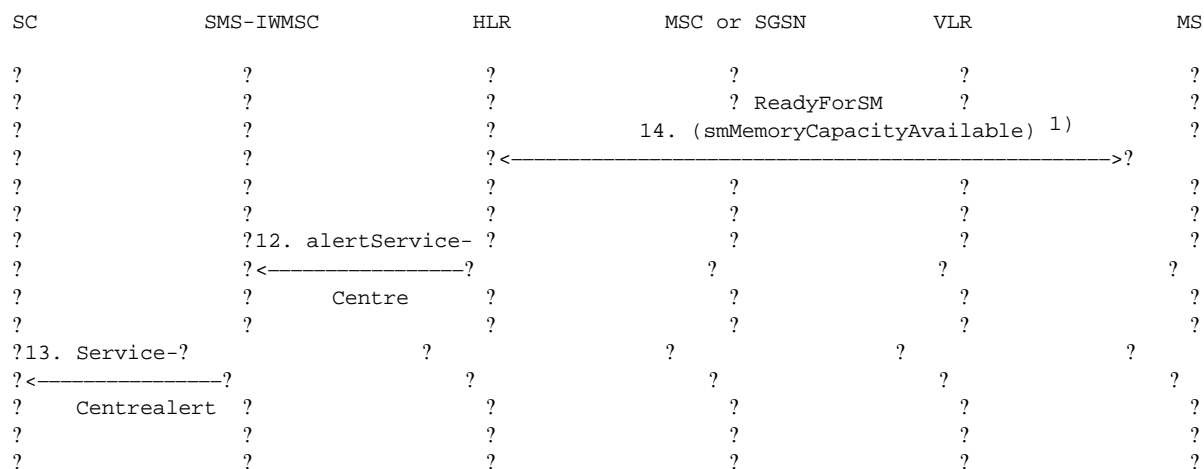 SC SMS-IWMSC HLR MSC or SGSN VLR MS
? ? ? ? ? ?
? ? ? ? ReadyForSM ? ?
? ? ? 14. (smMemoryCapacityAvailable) 1) ?
? ? ?<———————————————————————————>?
? ? ? ? ? ?
? ? ? ? ? ?
? ?12. alertService- ? ? ? ?
? ?<—————————? ? ? ?
? ? Centre ? ? ? ?
? ? ? ? ? ?
?13. Service-? ? ? ? ?
?<—————————? ? ? ? ?
? Centrealert ? ? ? ? ?
? ? ? ? ? ?
? ? ? ? ? ?